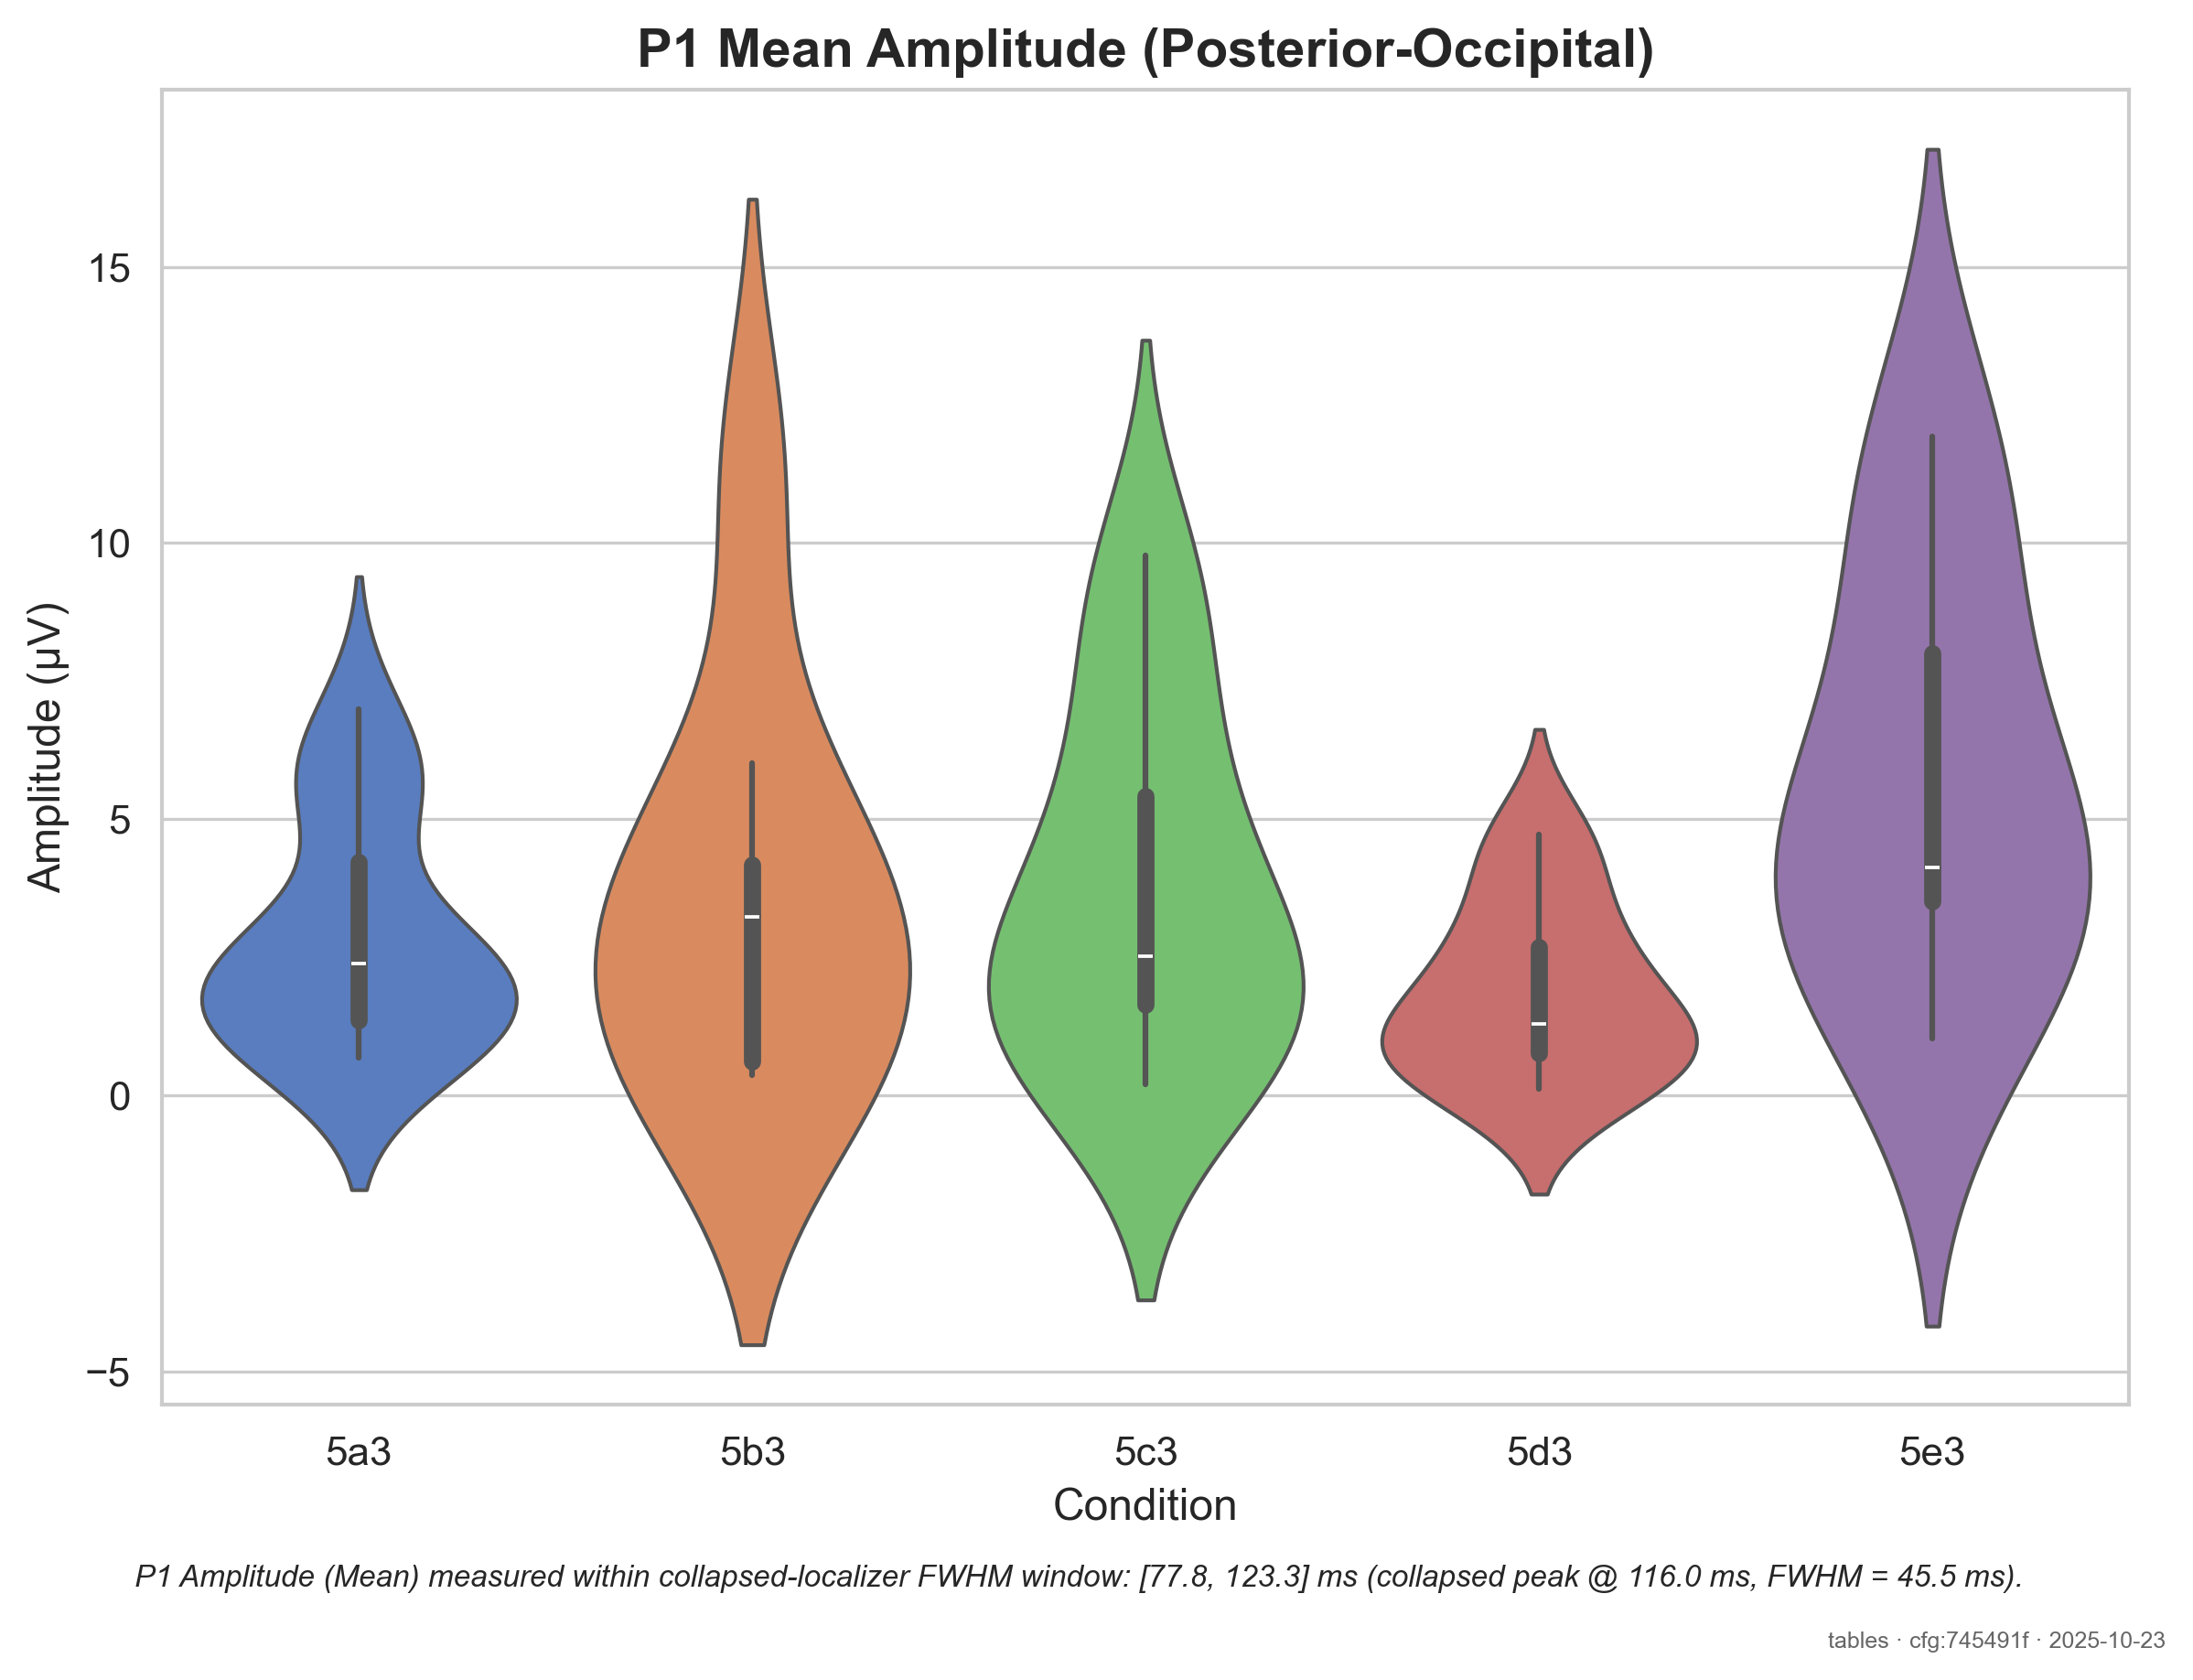 P1 Mean Amplitude (Posterior-Occipital)
Amplitude (µV)
15
10
5
0
−5
5a3 5b3 5c3 5d3 5e3
Condition
P1 Amplitude (Mean) measured within collapsed-localizer FWHM window: [77.8, 123.3] ms (collapsed peak @ 116.0 ms, FWHM = 45.5 ms).
tables · cfg:745491f · 2025-10-23